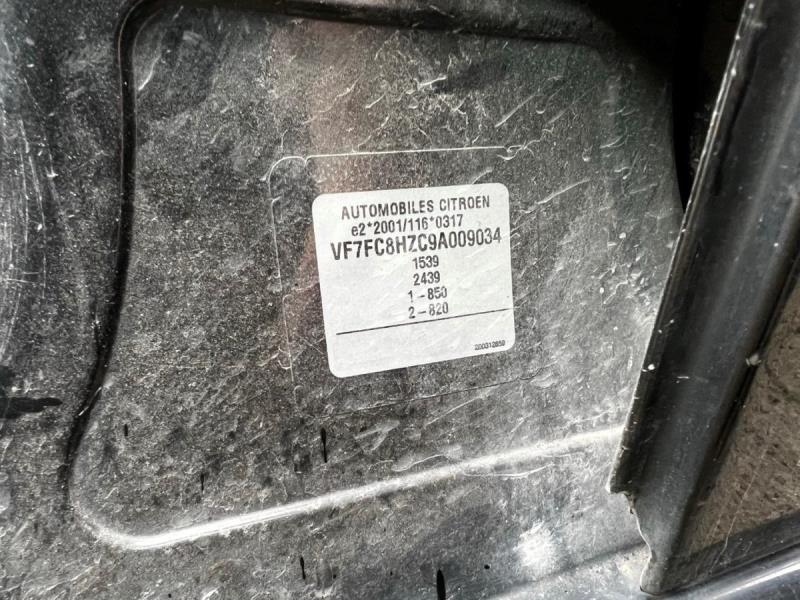 AUTOMOBILES CITROEN
e2*2001/116*0317
VF7FC8HZC9A009034
1539
2439
1-850
2-820